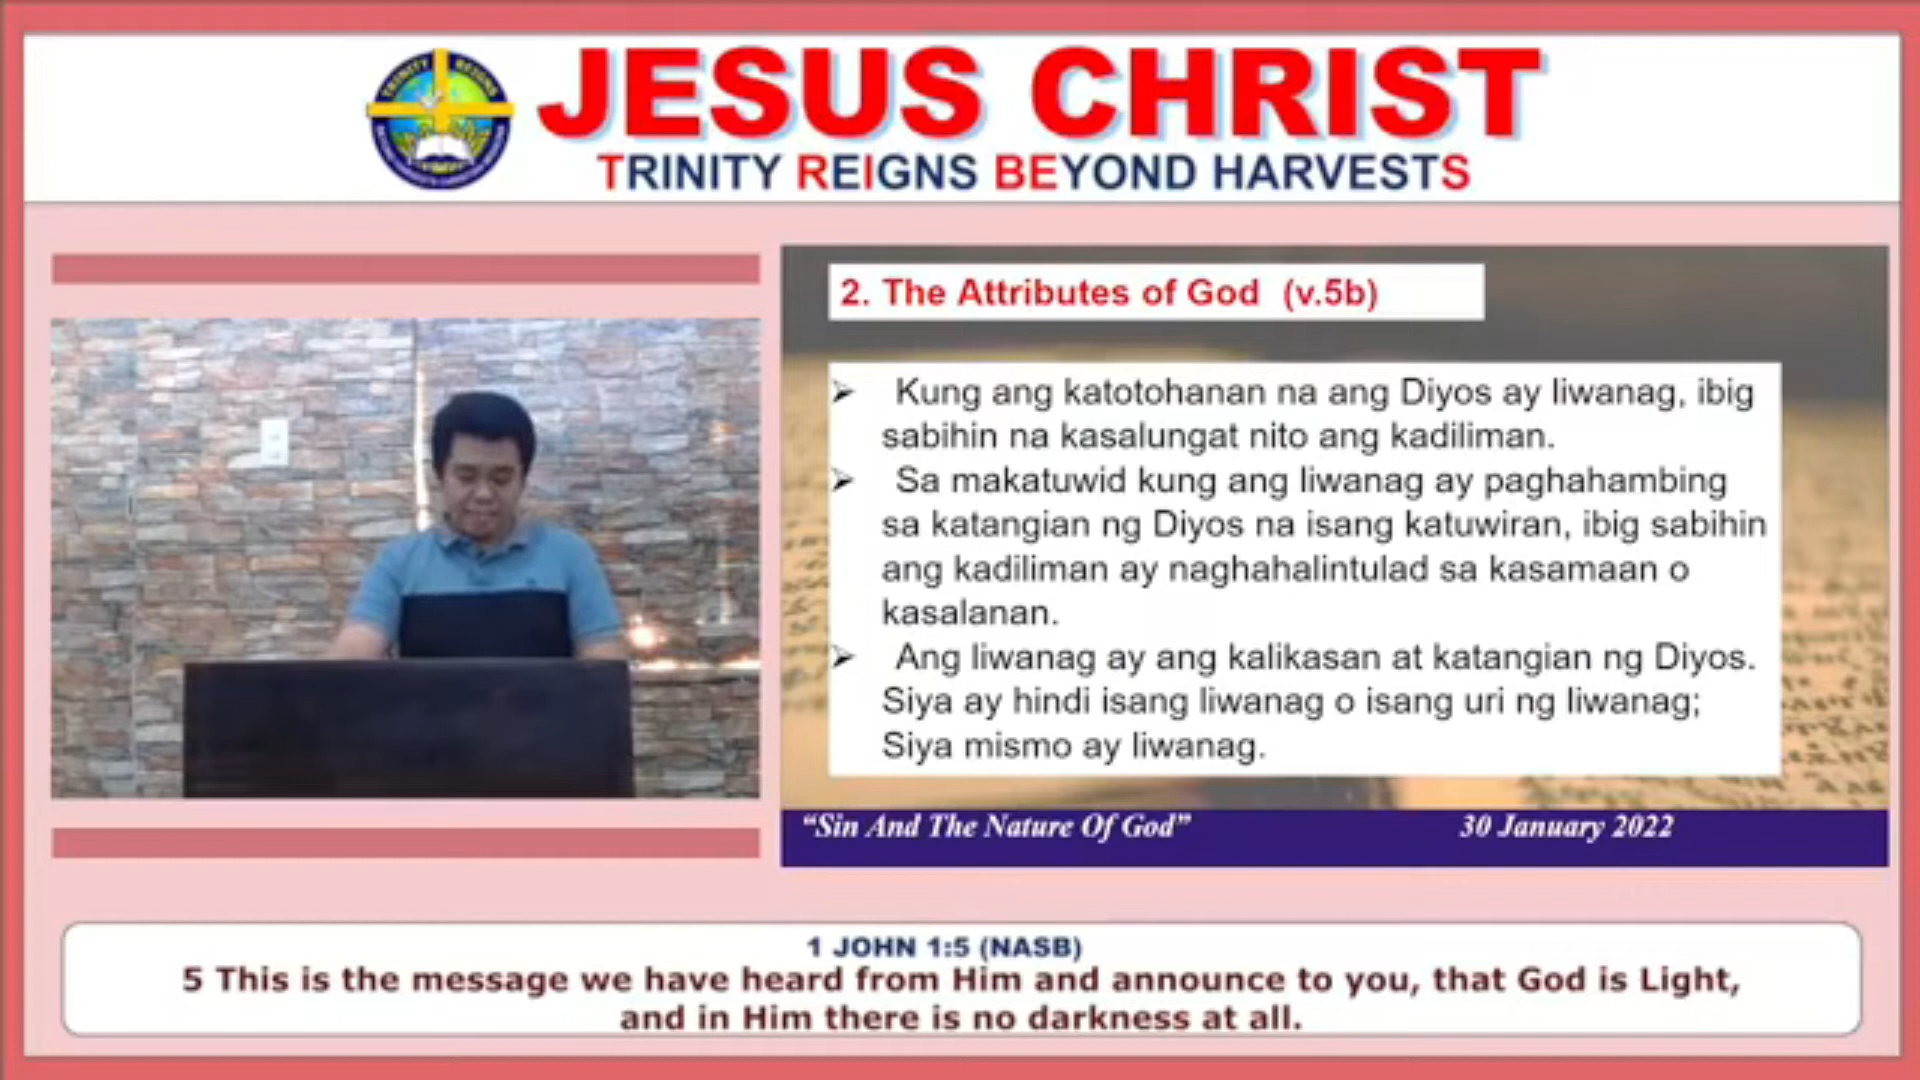 TRINITY REIGNS
JESUS CHRIST
TRINITY REIGNS BEYOND HARVESTS
2. The Attributes of God (v.5b)
➢ Kung ang katotohanan na ang Diyos ay liwanag, ibig
sabihin na kasalungat nito ang kadiliman.
➢ Sa makatuwid kung ang liwanag ay paghahambing
sa katangian ng Diyos na isang katuwiran, ibig sabihin
ang kadiliman ay naghahalintulad sa kasamaan o
kasalanan.
➢ Ang liwanag ay ang kalikasan at katangian ng Diyos.
Siya ay hindi isang liwanag o isang uri ng liwanag;
Siya mismo ay liwanag.
“Sin And The Nature Of God” 30 January 2022
1 JOHN 1:5 (NASB)
5 This is the message we have heard from Him and announce to you, that God is Light,
and in Him there is no darkness at all.